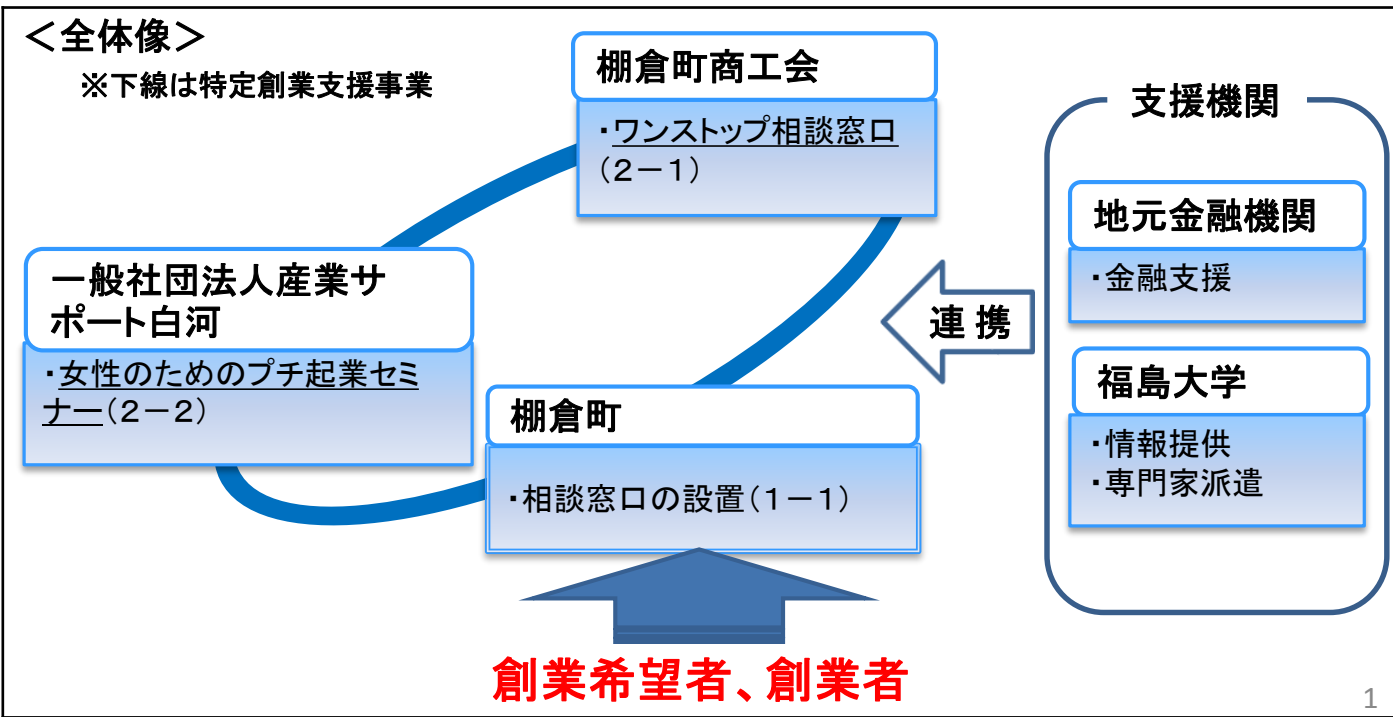 ＜全体像＞
※下線は特定創業支援事業
棚倉町商工会
・ワンストップ相談窓口
（２－１）
一般社団法人産業サ
ポート白河
・女性のためのプチ起業セミ
ナー（２－２）
棚倉町
・相談窓口の設置（１－１）
創業希望者、創業者
連 携
支援機関
地元金融機関
・金融支援
福島大学
・情報提供
・専門家派遣
1